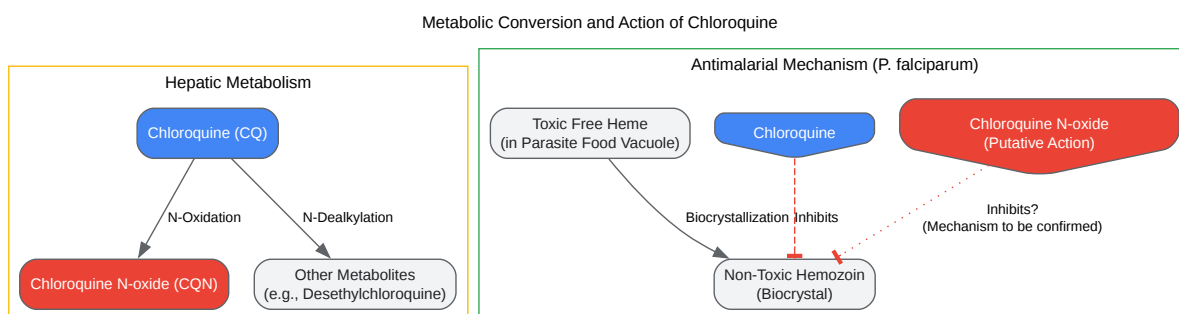 Metabolic Conversion and Action of Chloroquine
Hepatic Metabolism
Chloroquine (CQ)
N-Oxidation
N-Dealkylation
Chloroquine N-oxide (CQN)
Other Metabolites
(e.g., Desethylchloroquine)
Antimalarial Mechanism (P. falciparum)
Toxic Free Heme
(in Parasite Food Vacuole)
Chloroquine
Chloroquine N-oxide
(Putative Action)
Biocrystallization
Inhibits
Inhibits?
(Mechanism to be confirmed)
Non-Toxic Hemozoin
(Biocrystal)